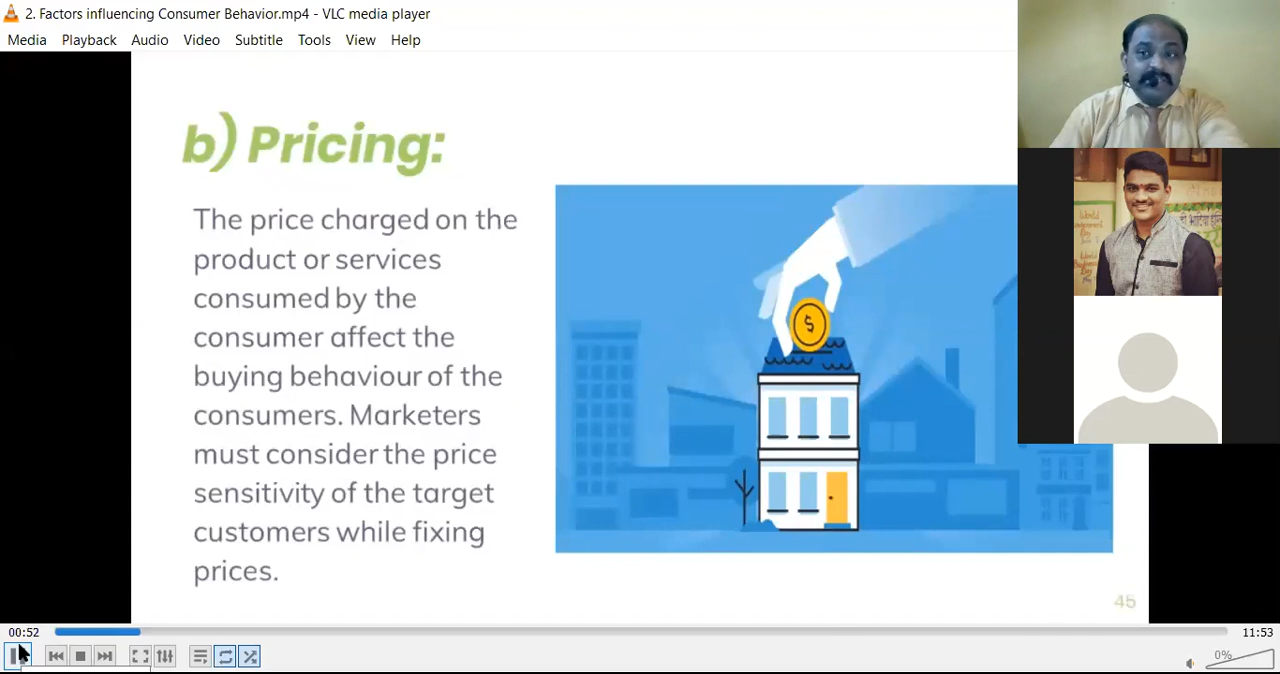 2. Factors influencing Consumer Behavior.mp4 - VLC media player
Media Playback Audio Video Subtitle Tools View Help
b) Pricing:
The price charged on the
product or services
consumed by the
consumer affect the
buying behaviour of the
consumers. Marketers
must consider the price
sensitivity of the target
customers while fixing
prices.
$
45
00:52
11:53
0%